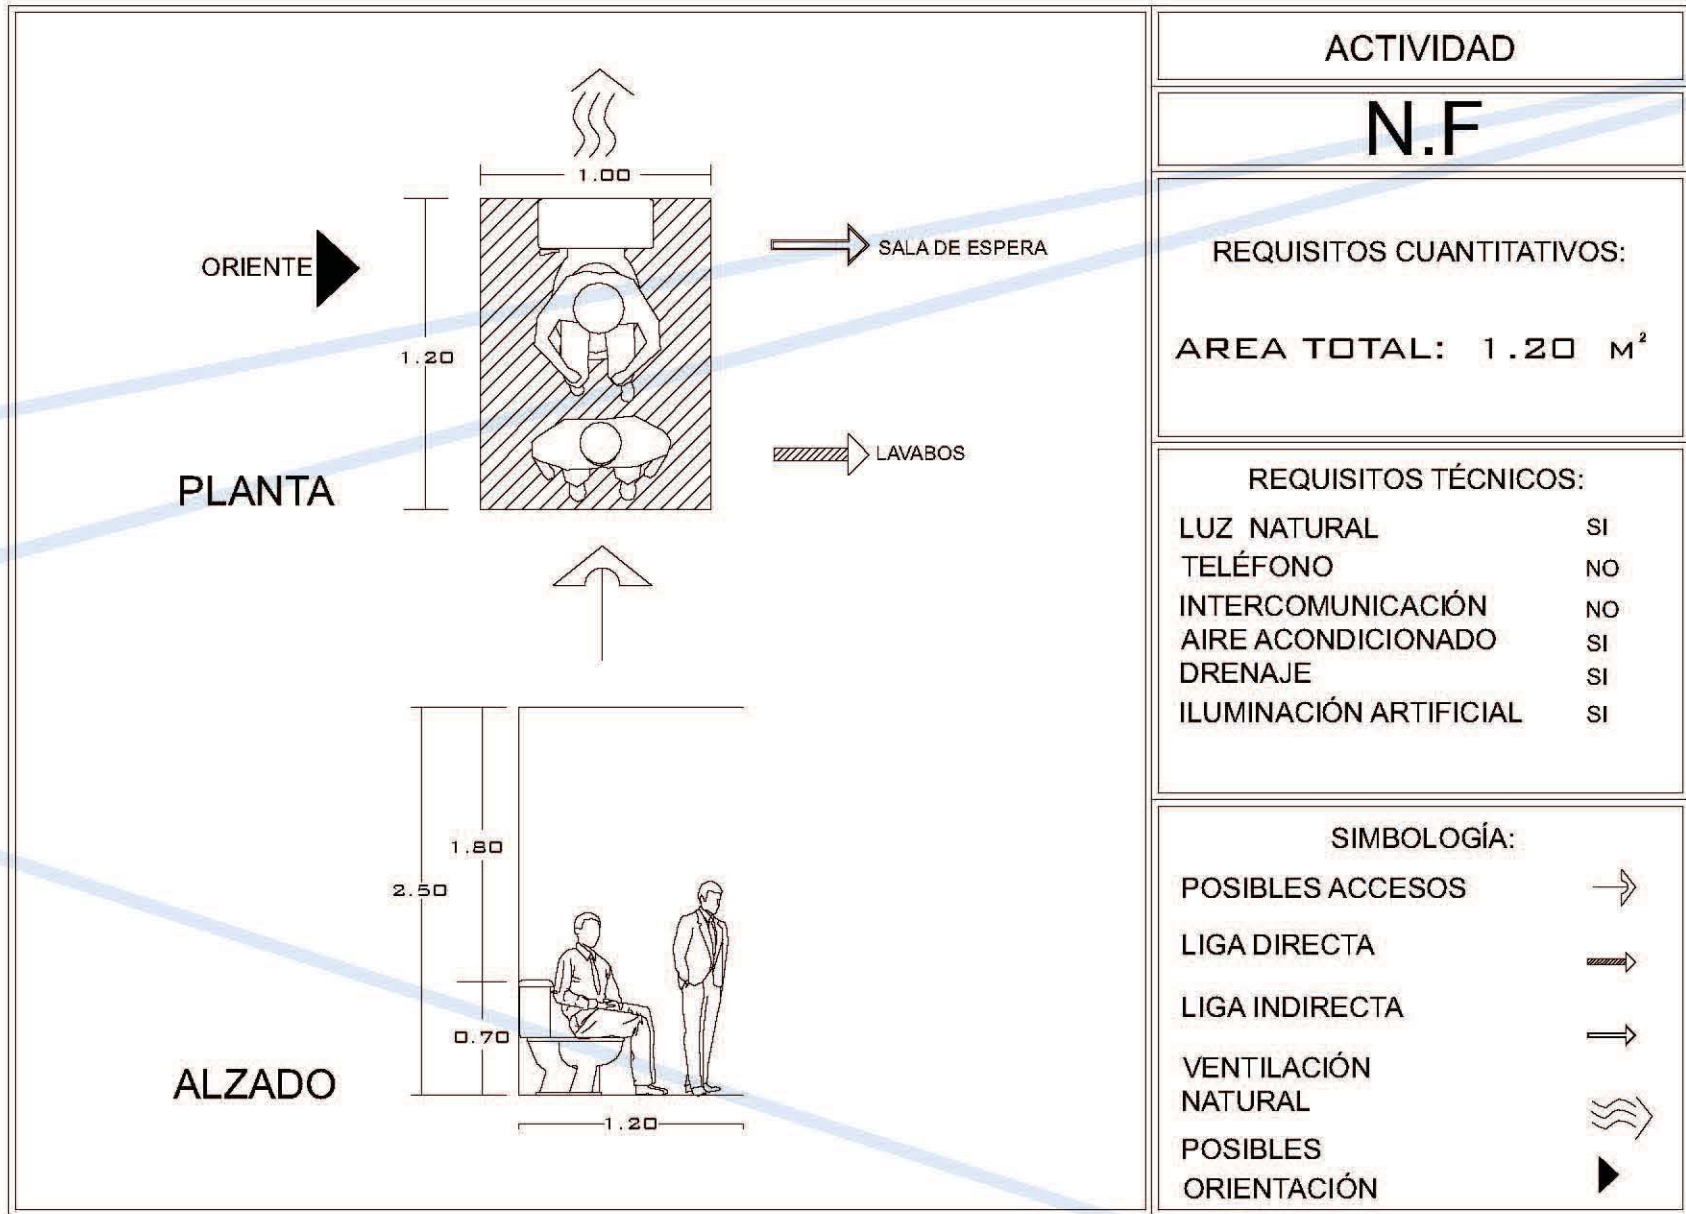 1.00
ORIENTE
SALA DE ESPERA
1.20
LAVABOS
PLANTA
1.80
2.50
0.70
ALZADO
1.20
ACTIVIDAD
N.F
REQUISITOS CUANTITATIVOS:
AREA TOTAL: 1.20 M²
REQUISITOS TÉCNICOS:
LUZ NATURAL SI
TELÉFONO NO
INTERCOMUNICACIÓN NO
AIRE ACONDICIONADO SI
DRENAJE SI
ILUMINACIÓN ARTIFICIAL SI
SIMBOLOGÍA:
POSIBLES ACCESOS
LIGA DIRECTA
LIGA INDIRECTA
VENTILACIÓN
NATURAL
POSIBLES
ORIENTACIÓN